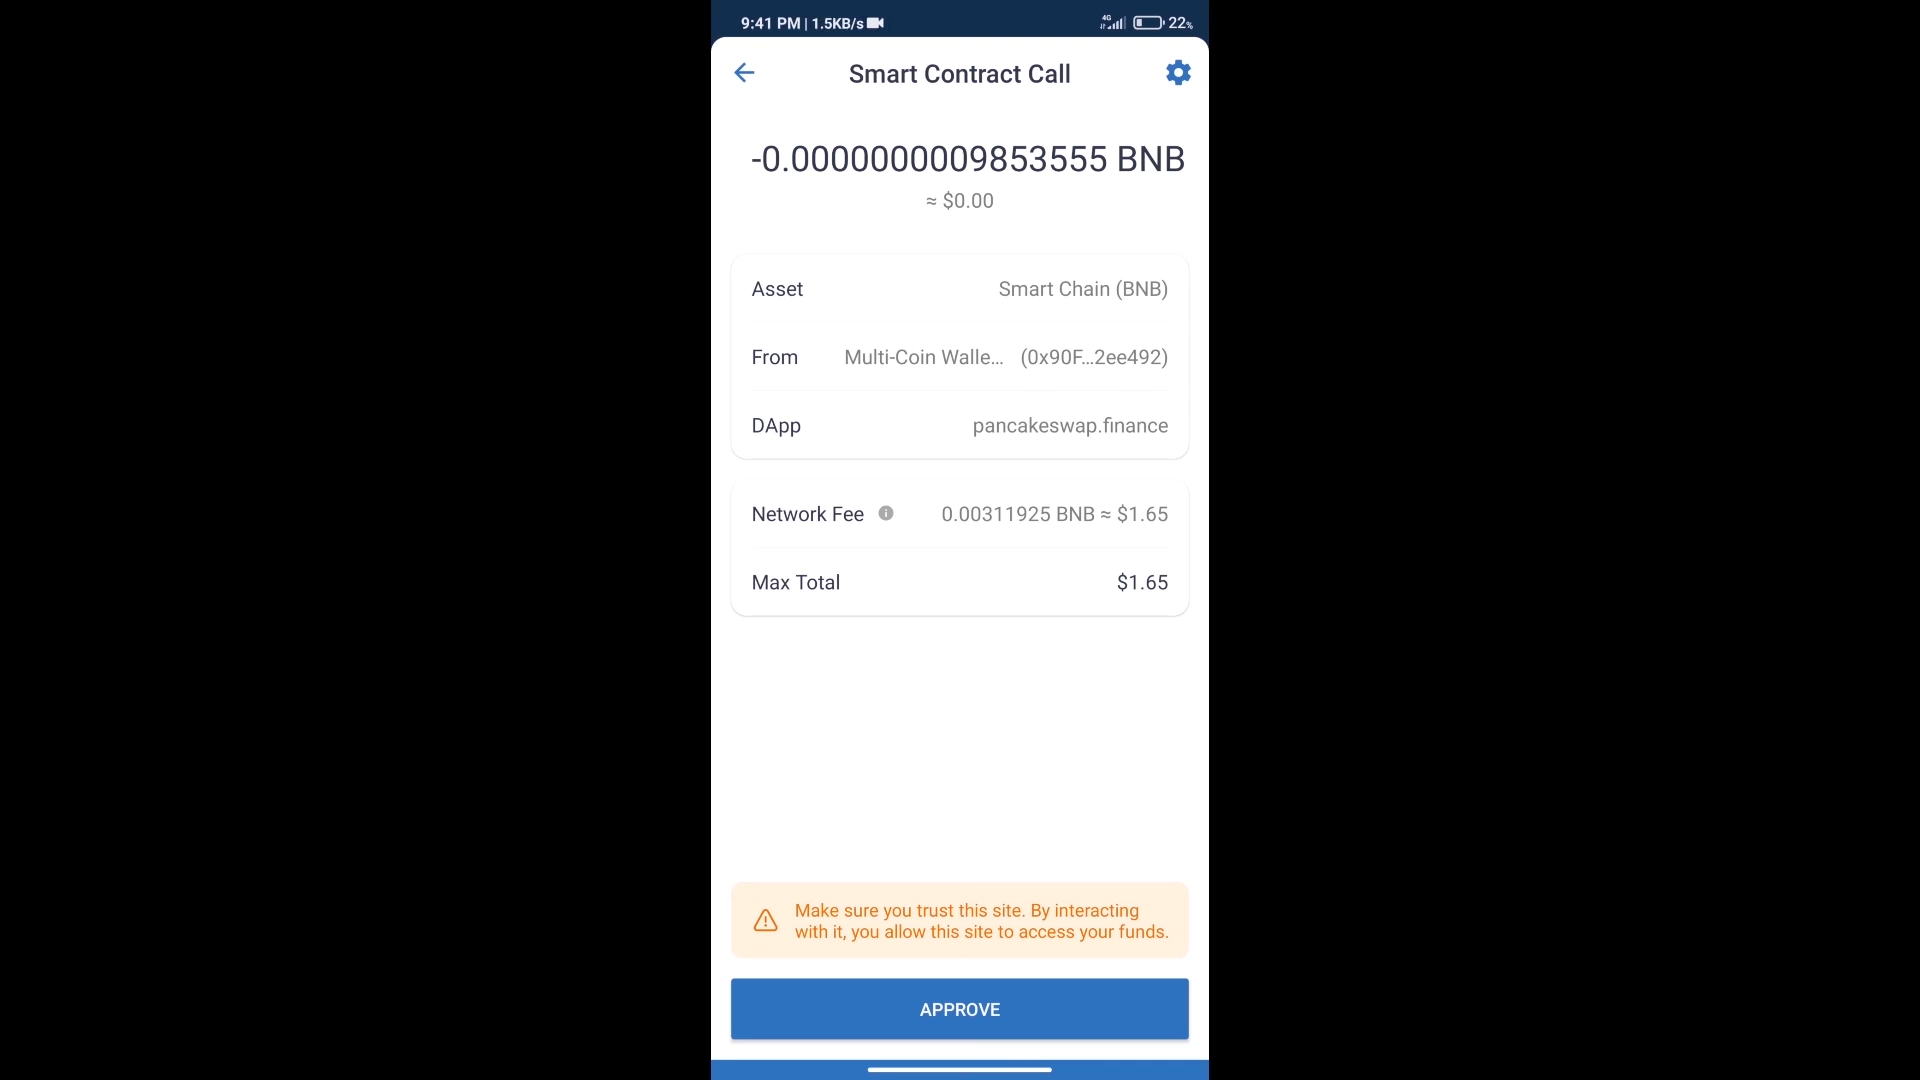 9:41 PM | 1.5KB/s 4G 22%
Smart Contract Call
-0.0000000009853555 BNB
≈ $0.00
Asset Smart Chain (BNB)
From Multi-Coin Walle... (0x90F...2ee492)
DApp pancakeswap.finance
Network Fee 0.00311925 BNB ≈ $1.65
Max Total $1.65
Make sure you trust this site. By interacting
with it, you allow this site to access your funds.
APPROVE